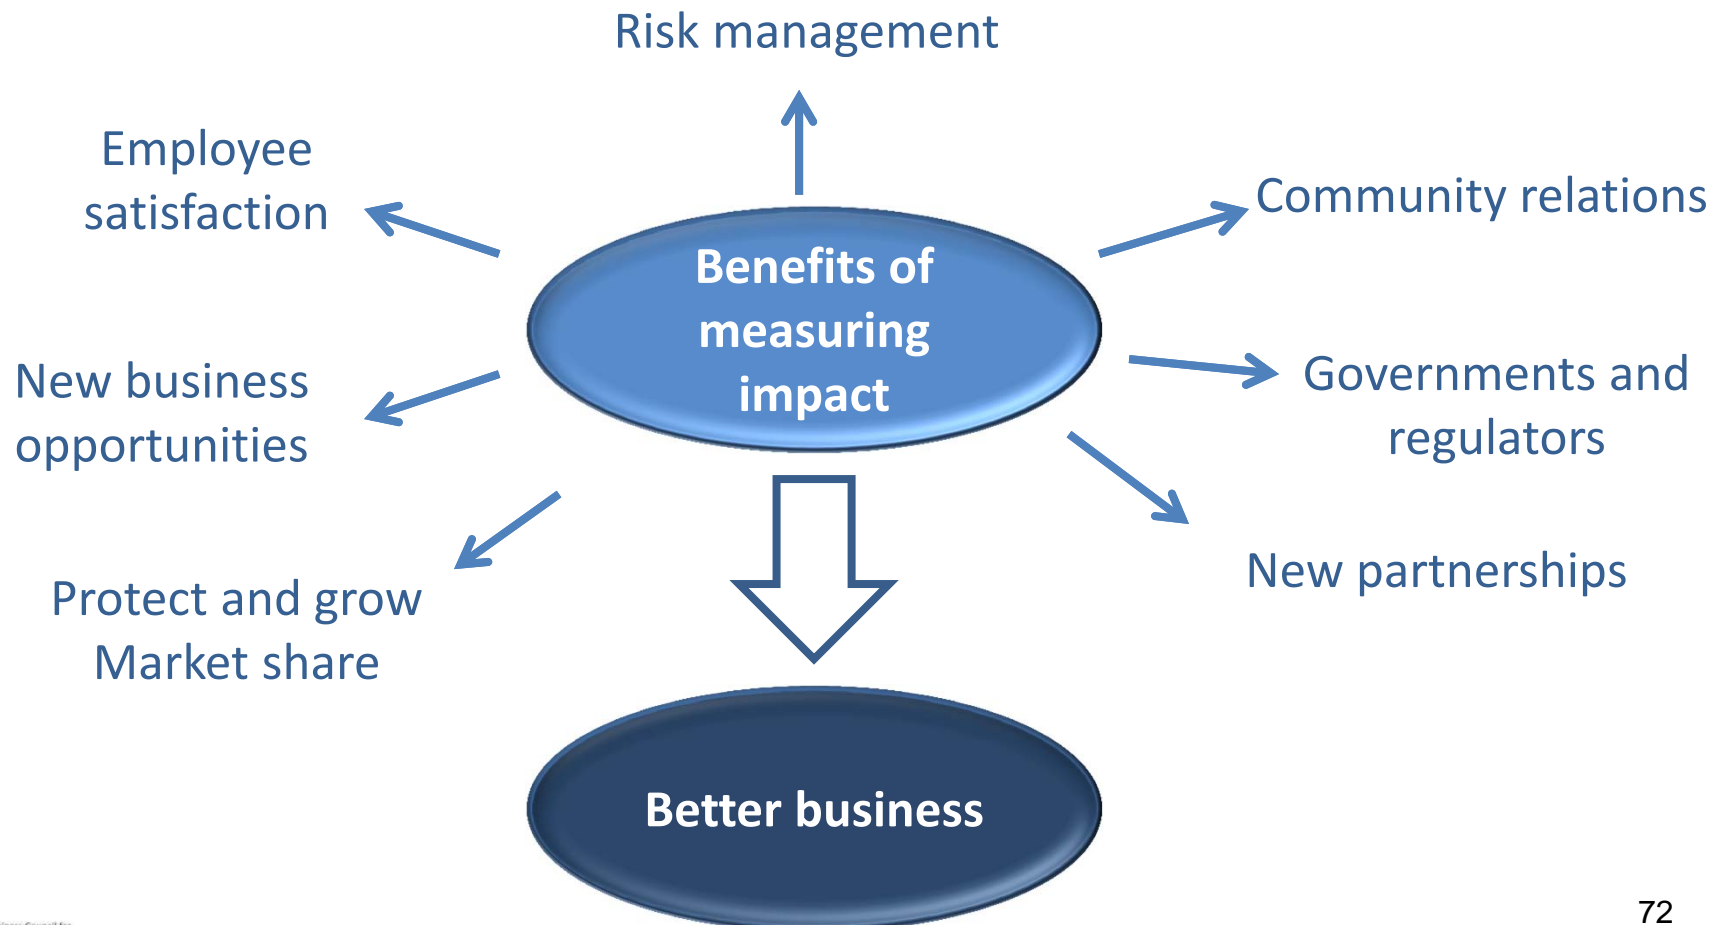 Risk management
Employee
satisfaction
Community relations
Benefits of
measuring
impact
New business
opportunities
Governments and
regulators
Protect and grow
Market share
New partnerships
Better business
72